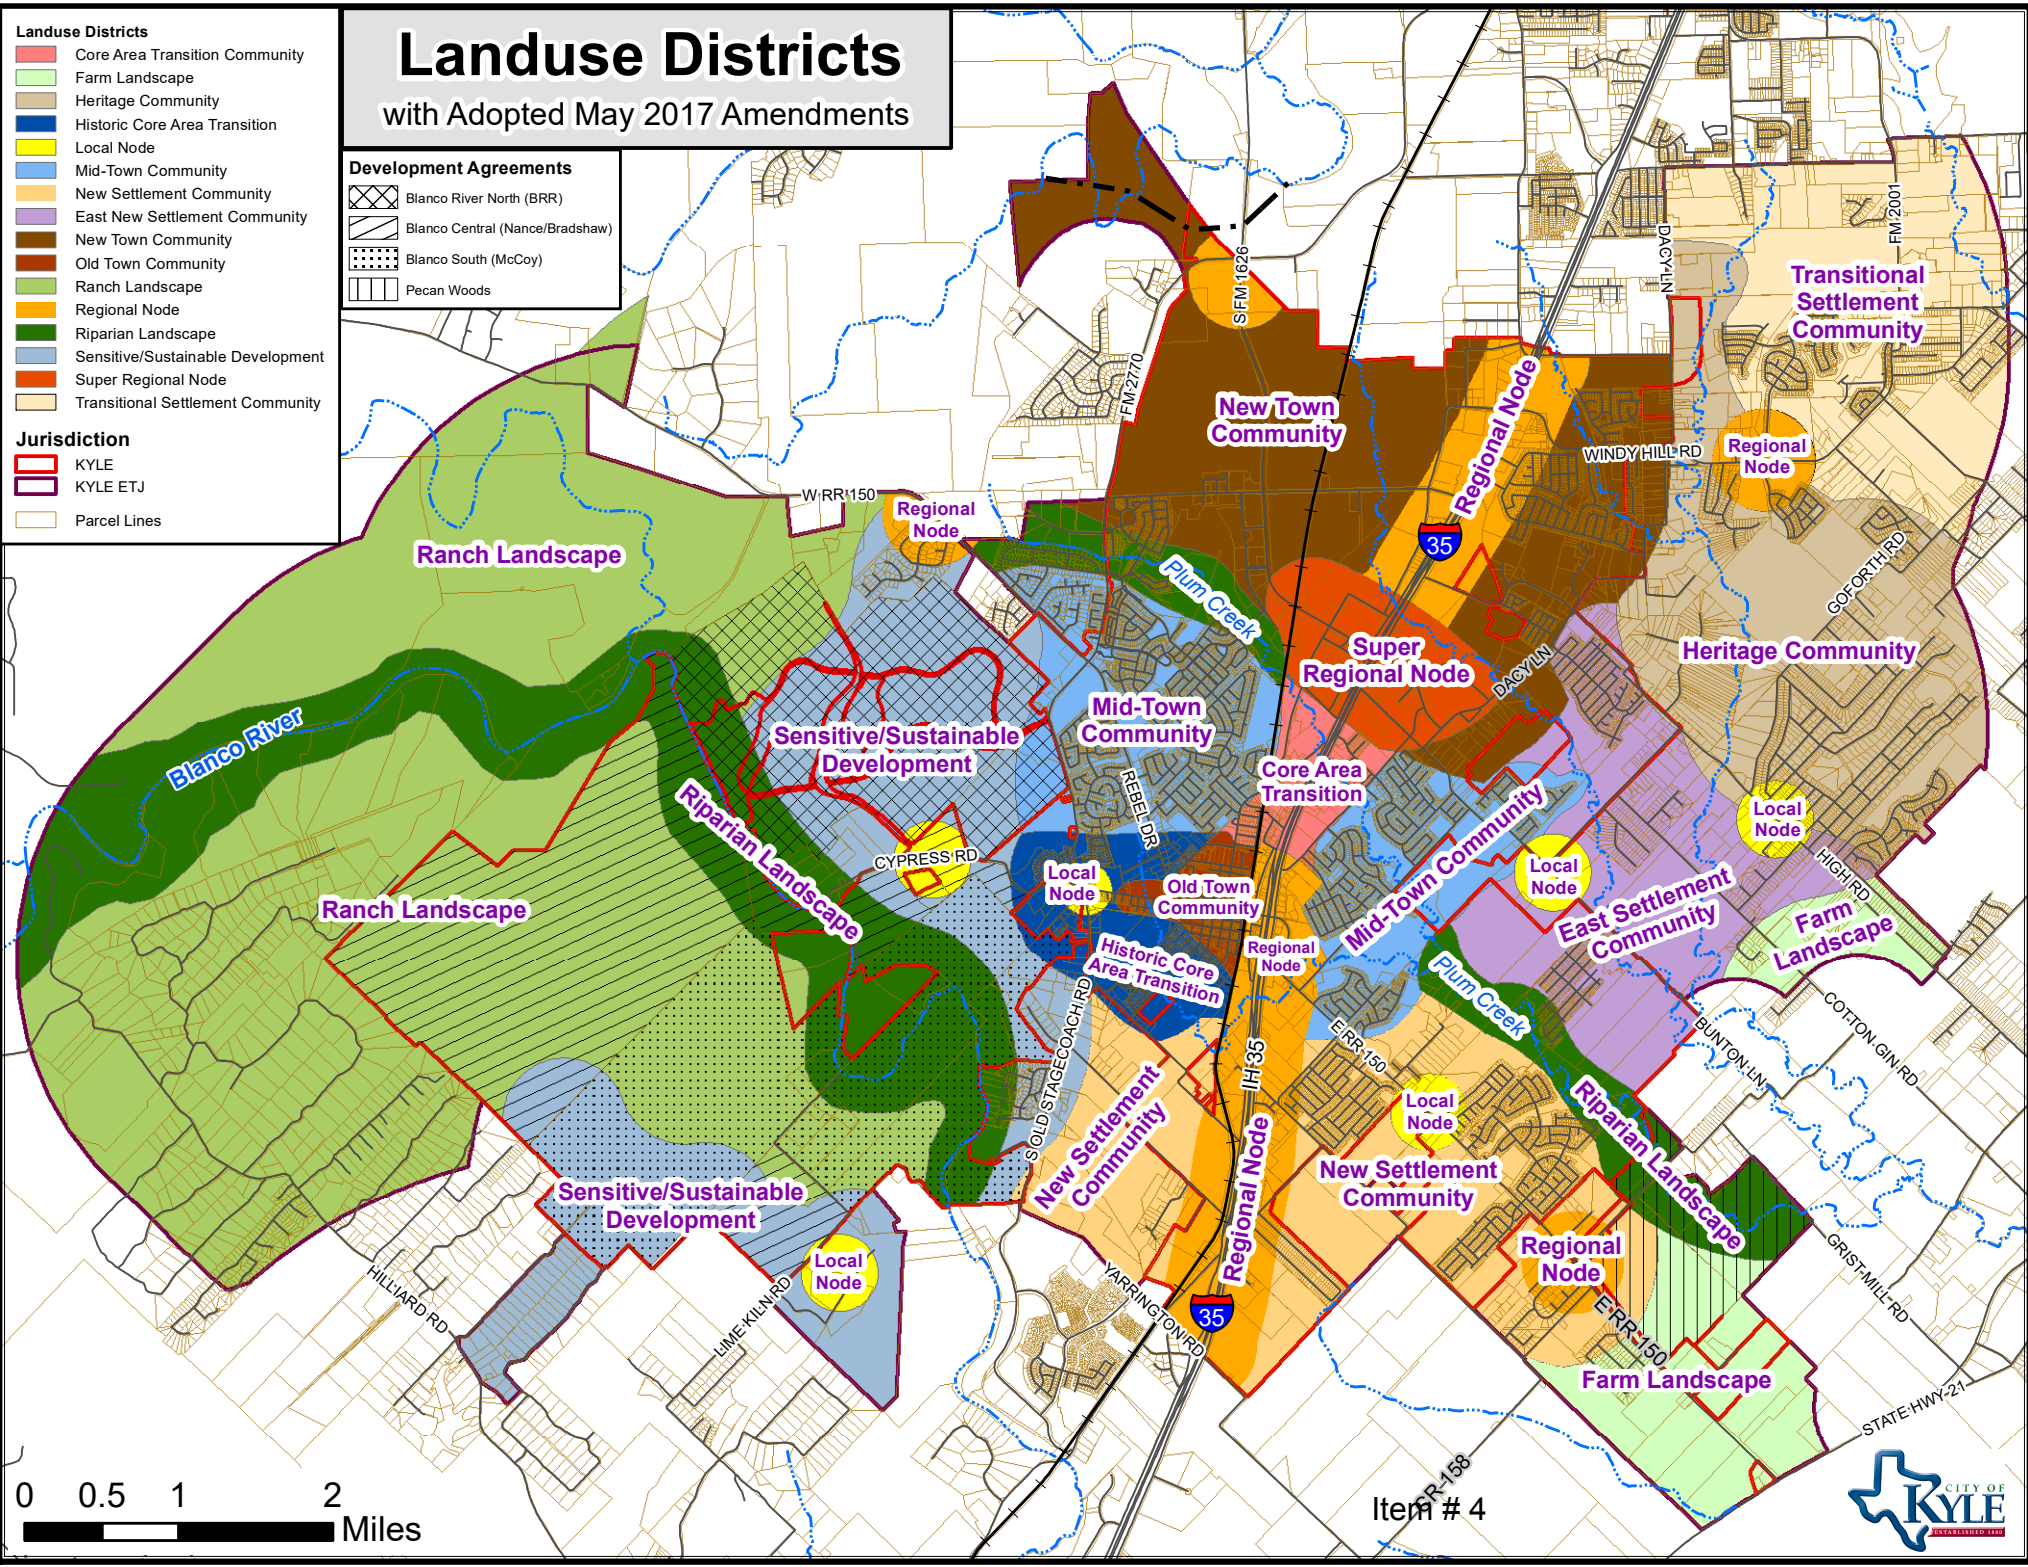 Landuse Districts
Core Area Transition Community
Farm Landscape
Heritage Community
Historic Core Area Transition
Local Node
Mid-Town Community
New Settlement Community
East New Settlement Community
New Town Community
Old Town Community
Ranch Landscape
Regional Node
Riparian Landscape
Sensitive/Sustainable Development
Super Regional Node
Transitional Settlement Community
Jurisdiction
KYLE
KYLE ETJ
Parcel Lines
Landuse Districts
with Adopted May 2017 Amendments
Development Agreements
Blanco River North (BRR)
Blanco Central (Nance/Bradshaw)
Blanco South (McCoy)
Pecan Woods
FM 2001
DACY LN
Transitional
Settlement
Community
S FM 1626
FM 2770
New Town
Community
Regional Node
WINDY HILL RD
Regional
Node
W RR 150
Regional
Node
35
Ranch Landscape
Plum Creek
GOFORTH RD
Super
Regional Node
DACY LN
Heritage Community
Blanco River
Sensitive/Sustainable
Development
Mid-Town
Community
Core Area
Transition
REBEL DR
Riparian Landscape
CYPRESS RD
Local
Node
Old Town
Community
Mid-Town Community
Local
Node
Local
Node
HIGH RD
Ranch Landscape
East Settlement
Community
Farm
Landscape
Historic Core
Area Transition
Regional
Node
Plum Creek
S OLD STAGECOACH RD
E RR 150
IH 35
BUNTON LN
COTTON GIN RD
New Settlement
Community
Local
Node
Riparian Landscape
Regional Node
New Settlement
Community
Sensitive/Sustainable
Development
Regional
Node
Local
Node
HILLIARD RD
LIME KILN RD
YARRINGTON RD
35
E RR 150
GRIST MILL RD
Farm Landscape
STATE HWY 21
CR 158
Item # 4
0 0.5 1 2
Miles
CITY OF
KYLE
ESTABLISHED 1880